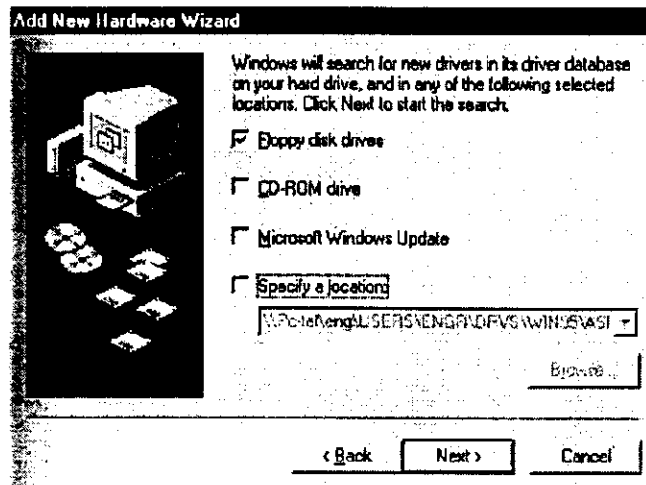 Add New Hardware Wizard
Windows will search for new drivers in its driver database
on your hard drive, and in any of the following selected
locations. Click Next to start the search.
Floppy disk drives
CD-ROM drive
Microsoft Windows Update
Specify a location:
Browse...
< Back
Next >
Cancel